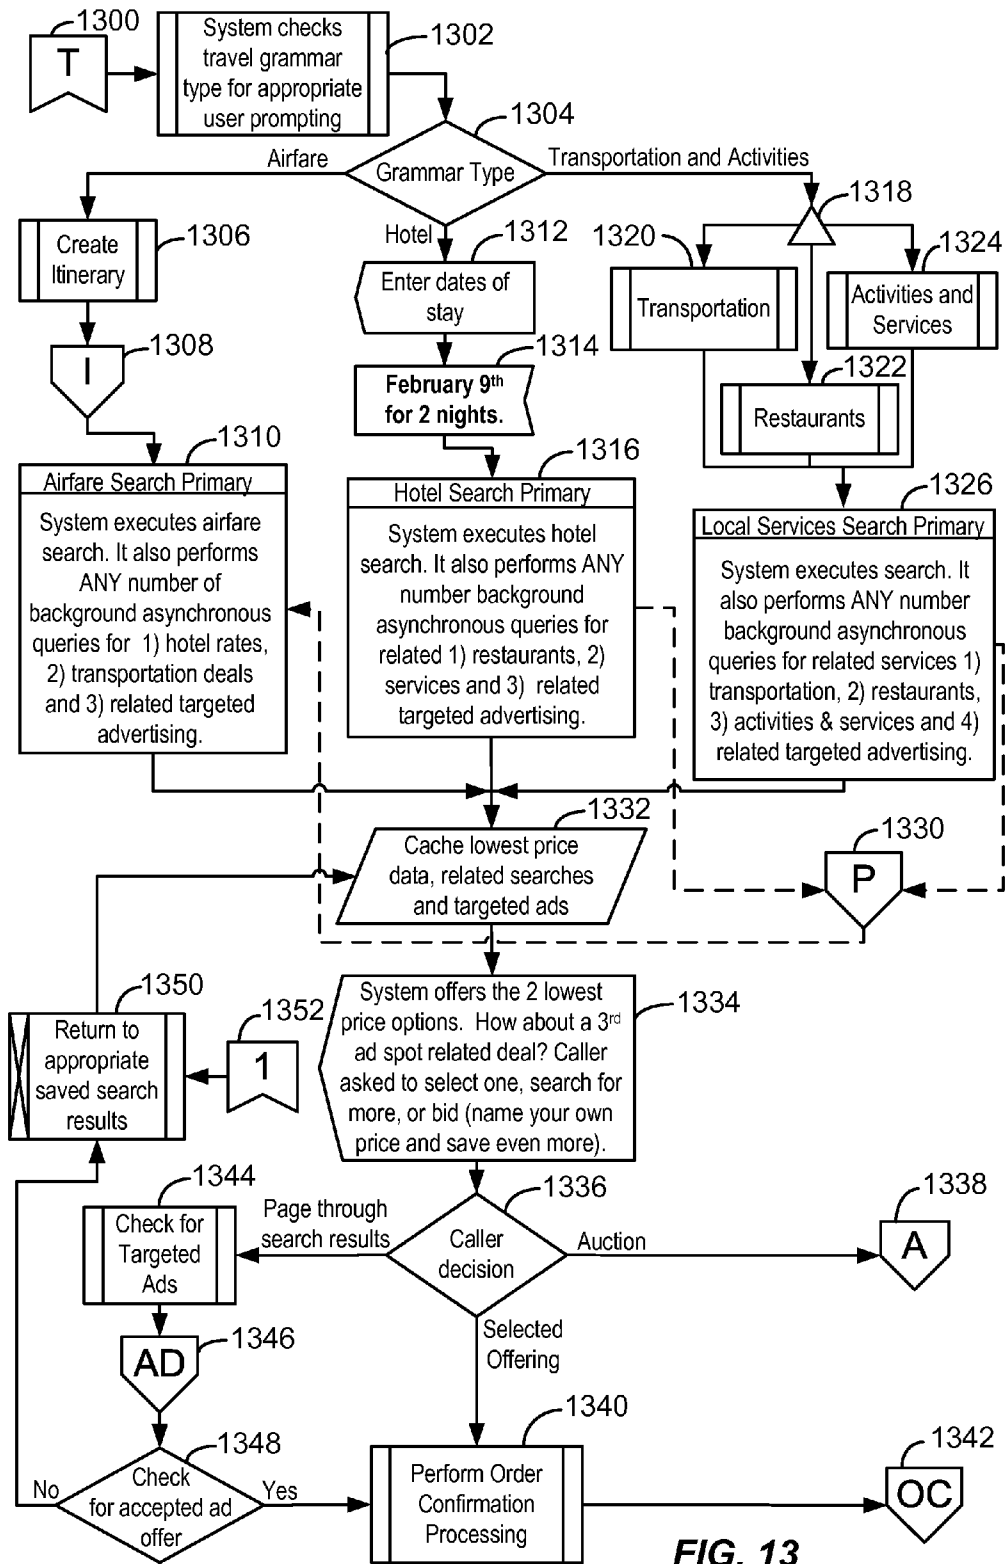 1300
T
System checks
travel grammar
type for appropriate
user prompting
1302
1304
Grammar Type
Airfare
Transportation and Activities
Hotel
1306
Create
Itinerary
1308
I
1312
Enter dates of
stay
1314
February 9th
for 2 nights.
1318
1320
Transportation
1324
Activities and
Services
1322
Restaurants
1310
Airfare Search Primary
System executes airfare
search. It also performs
ANY number of
background asynchronous
queries for 1) hotel rates,
2) transportation deals
and 3) related targeted
advertising.
1316
Hotel Search Primary
System executes hotel
search. It also performs ANY
number background
asynchronous queries for
related 1) restaurants, 2)
services and 3) related
targeted advertising.
1326
Local Services Search Primary
System executes search. It
also performs ANY number
background asynchronous
queries for related services 1)
transportation, 2) restaurants,
3) activities & services and 4)
related targeted advertising.
1332
Cache lowest price
data, related searches
and targeted ads
1330
P
1350
Return to
appropriate
saved search
results
1352
1
1334
System offers the 2 lowest
price options. How about a 3rd
ad spot related deal? Caller
asked to select one, search for
more, or bid (name your own
price and save even more).
1336
Caller
decision
Page through
search results
Auction
Selected
Offering
1338
A
1344
Check for
Targeted
Ads
1346
AD
1348
Check
for accepted ad
offer
No
Yes
1340
Perform Order
Confirmation
Processing
1342
OC
FIG. 13